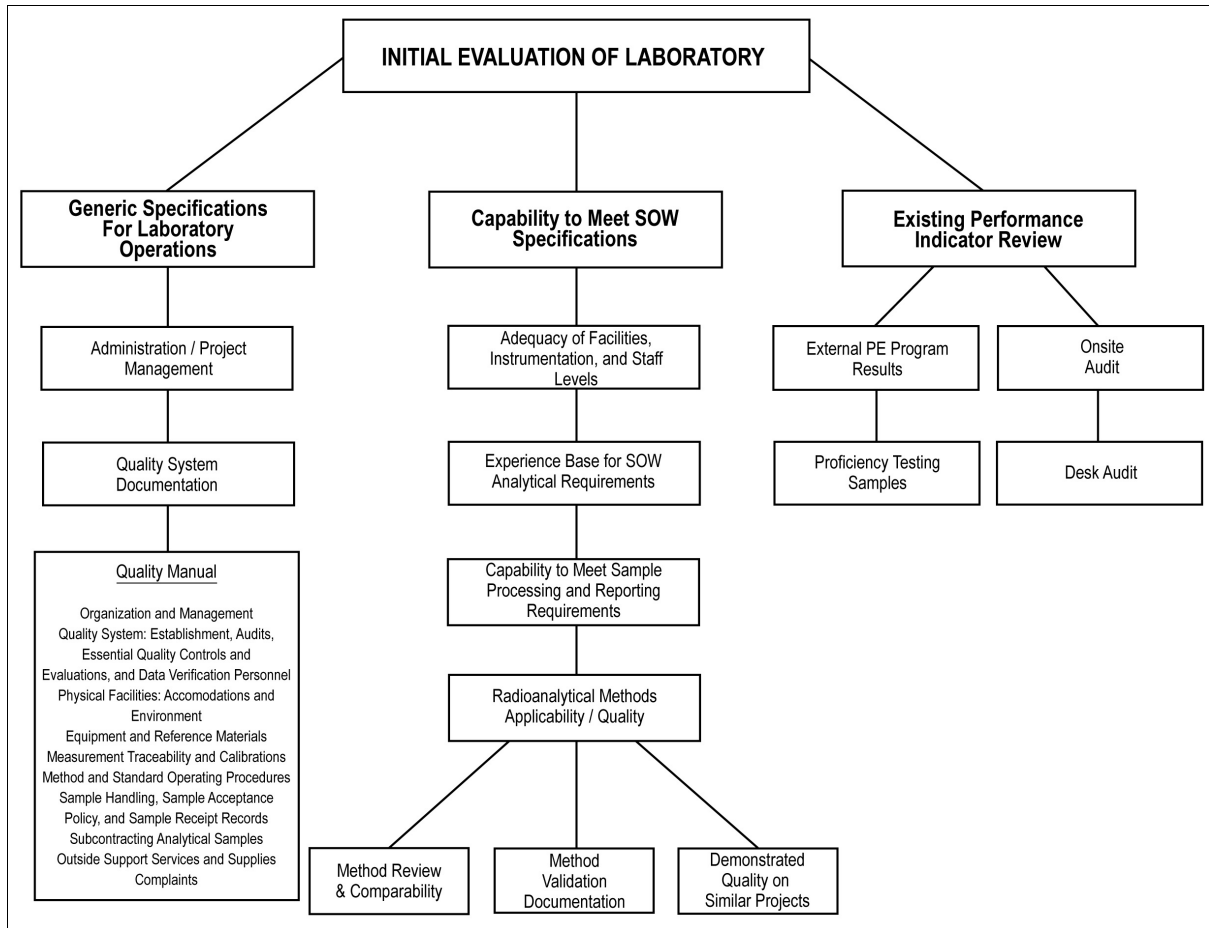 INITIAL EVALUATION OF LABORATORY
Generic Specifications
For Laboratory
Operations
Administration / Project
Management
Quality System
Documentation
Quality Manual
Organization and Management
Quality System: Establishment, Audits,
Essential Quality Controls and
Evaluations, and Data Verification Personnel
Physical Facilities: Accomodations and
Environment
Equipment and Reference Materials
Measurement Traceability and Calibrations
Method and Standard Operating Procedures
Sample Handling, Sample Acceptance
Policy, and Sample Receipt Records
Subcontracting Analytical Samples
Outside Support Services and Supplies
Complaints
Capability to Meet SOW
Specifications
Adequacy of Facilities,
Instrumentation, and Staff
Levels
Experience Base for SOW
Analytical Requirements
Capability to Meet Sample
Processing and Reporting
Requirements
Radioanalytical Methods
Applicability / Quality
Method Review
& Comparability
Method
Validation
Documentation
Demonstrated
Quality on
Similar Projects
Existing Performance
Indicator Review
External PE Program
Results
Proficiency Testing
Samples
Onsite
Audit
Desk Audit